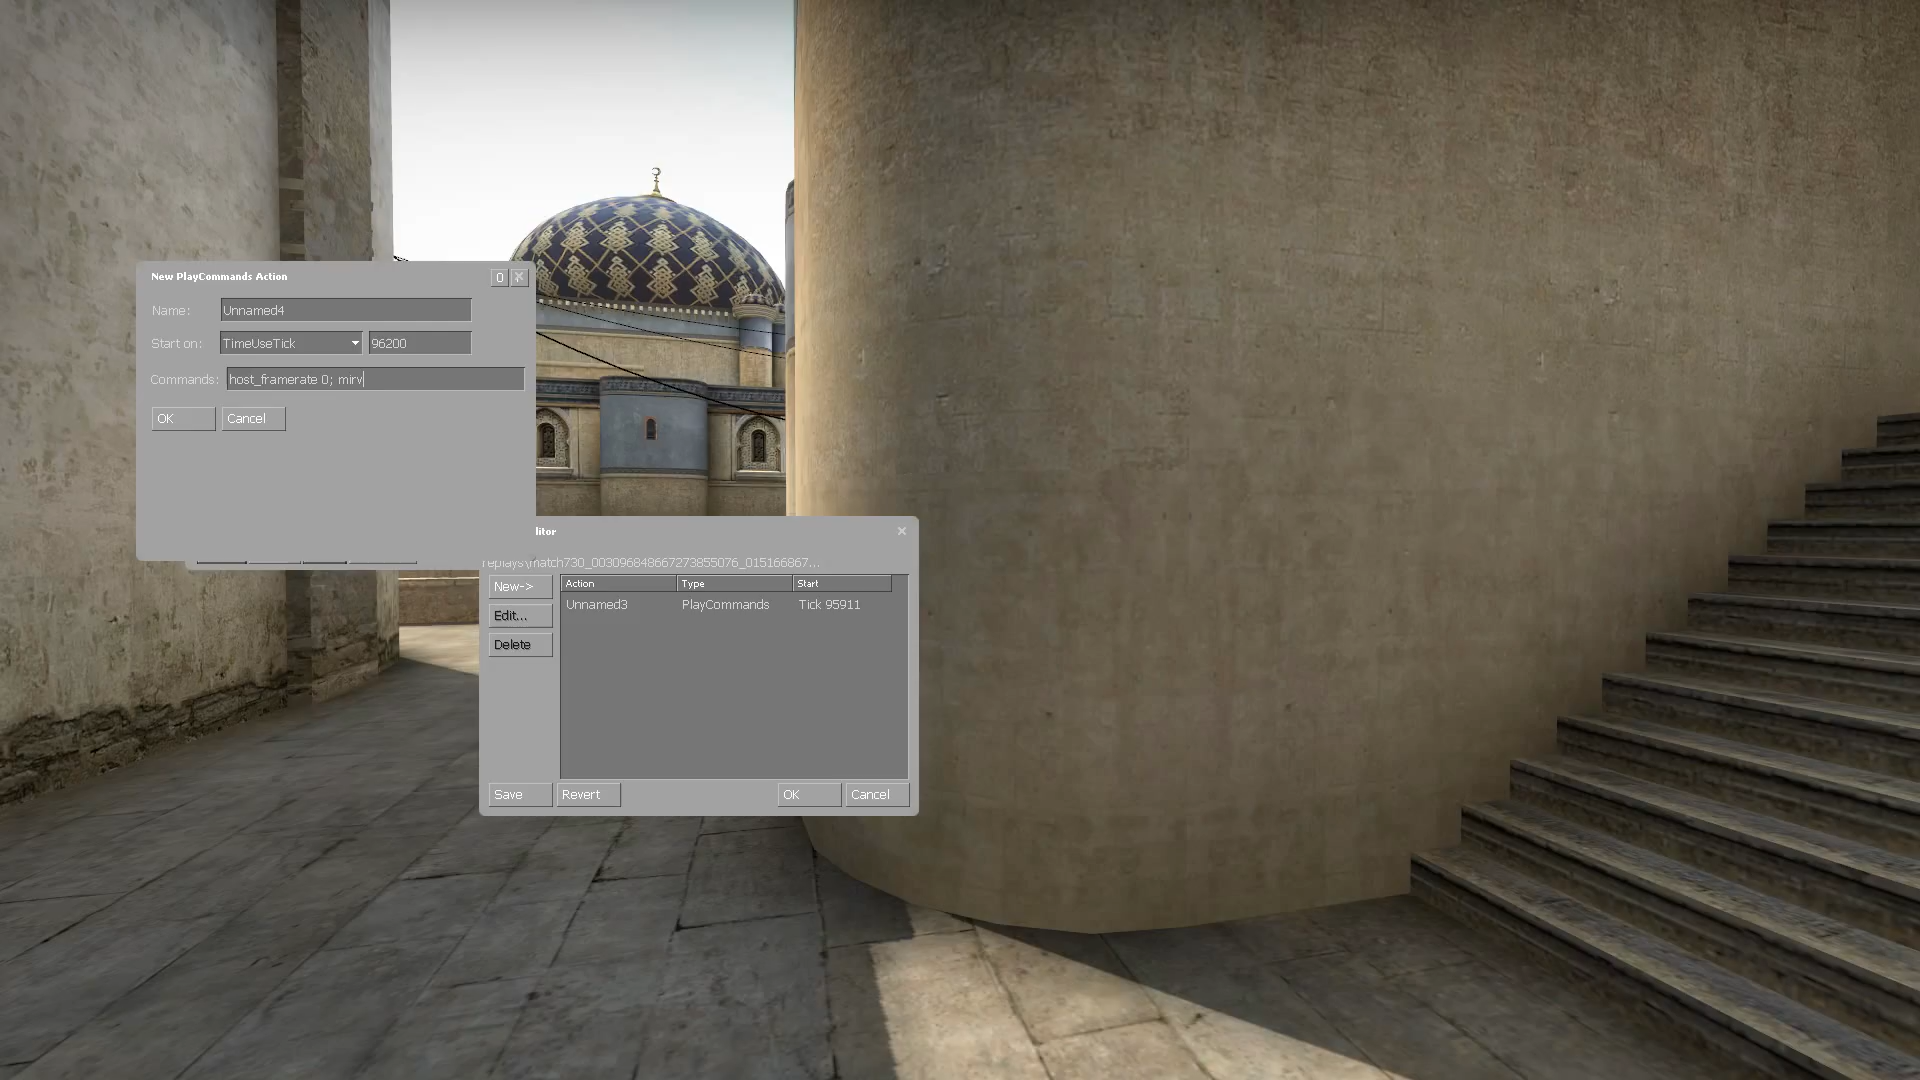 New PlayCommands Action
0
Name: Unnamed4
Start on: TimeUseTick 96200
Commands: host_framerate 0; mirv
OK Cancel
litor
replays\match730_003096848667273855076_015166867...
New-> Action Type Start
Unnamed3 PlayCommands Tick 95911
Edit...
Delete
Save Revert OK Cancel